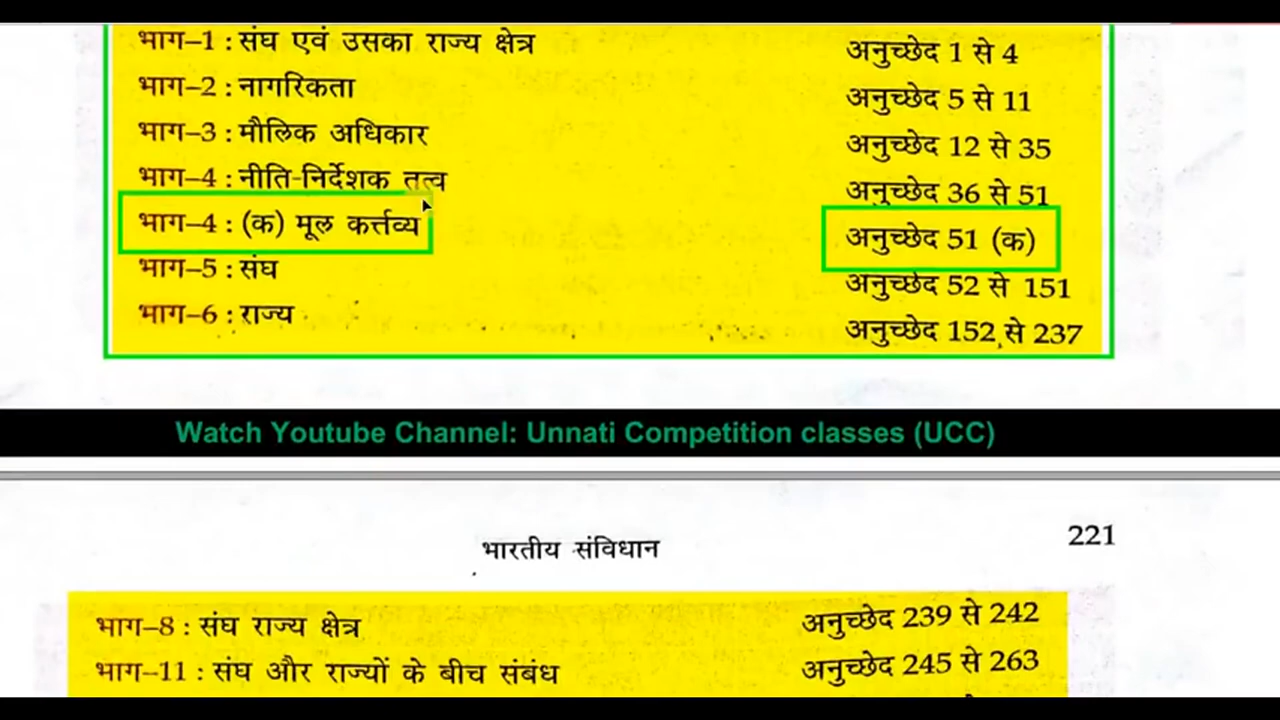 भाग–1 : संघ एवं उसका राज्य क्षेत्र अनुच्छेद 1 से 4
भाग–2 : नागरिकता अनुच्छेद 5 से 11
भाग–3 : मौलिक अधिकार अनुच्छेद 12 से 35
भाग–4 : नीति-निर्देशक तत्व अनुच्छेद 36 से 51
भाग–4 : (क) मूल कर्त्तव्य अनुच्छेद 51 (क)
भाग–5 : संघ अनुच्छेद 52 से 151
भाग–6 : राज्य अनुच्छेद 152 से 237
Watch Youtube Channel: Unnati Competition classes (UCC)
भारतीय संविधान 221
भाग–8 : संघ राज्य क्षेत्र अनुच्छेद 239 से 242
भाग–11 : संघ और राज्यों के बीच संबंध अनुच्छेद 245 से 263